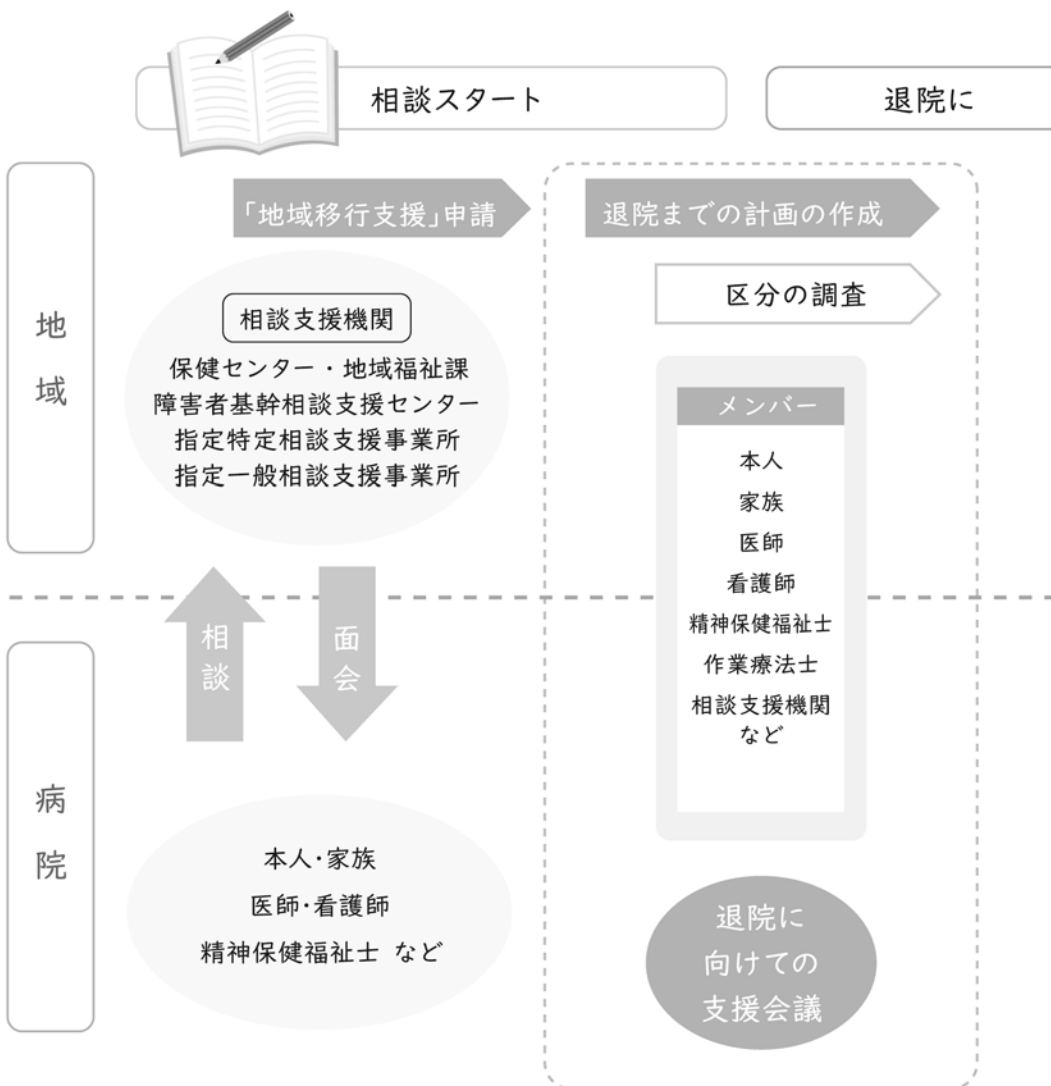 相談スタート
退院に
地域
「地域移行支援」申請
相談支援機関
保健センター・地域福祉課
障害者基幹相談支援センター
指定特定相談支援事業所
指定一般相談支援事業所
退院までの計画の作成
区分の調査
メンバー
本人
家族
医師
看護師
精神保健福祉士
作業療法士
相談支援機関
など
相談
面会
病院
本人・家族
医師・看護師
精神保健福祉士 など
退院に
向けての
支援会議